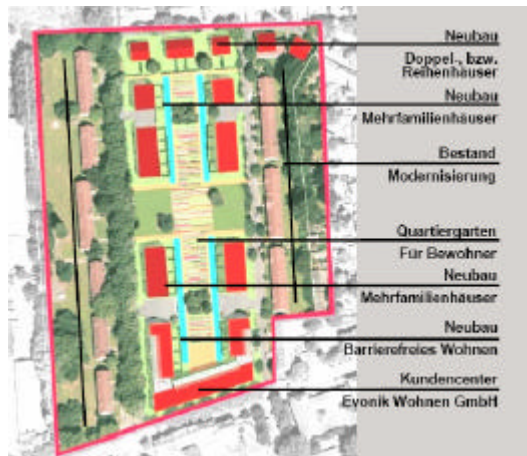 Neubau
Doppel-, bzw.
Reihenhäuser
Neubau
Mehrfamilienhäuser
Bestand
Modernisierung
Quartiergarten
Für Bewohner
Neubau
Mehrfamilienhäuser
Neubau
Barrierefreies Wohnen
Kundencenter
Evonik Wohnen GmbH